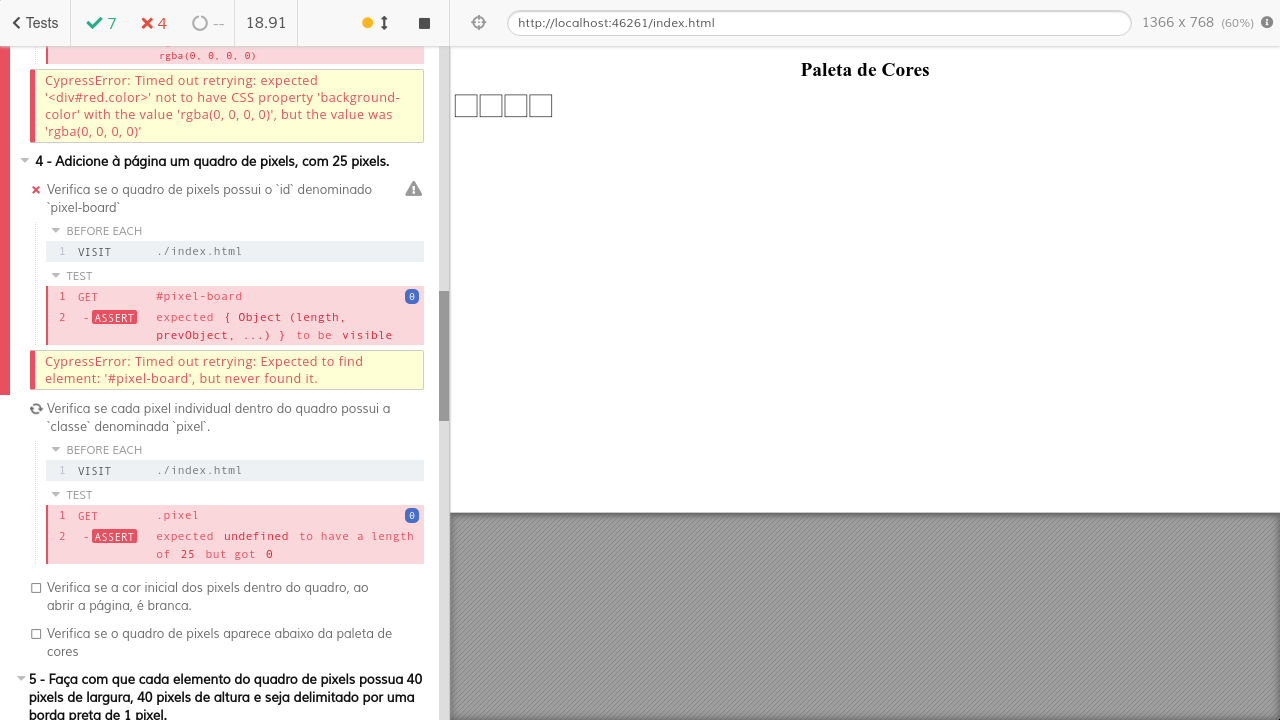 Tests 7 4 -- 18.91
http://localhost:46261/index.html 1366 x 768 (60%)
rgba(0, 0, 0, 0)
CypressError: Timed out retrying: expected
'<div#red.color>' not to have CSS property 'background-
color' with the value 'rgba(0, 0, 0, 0)', but the value was
'rgba(0, 0, 0, 0)'
4 - Adicione à página um quadro de pixels, com 25 pixels.
Verifica se o quadro de pixels possui o `id` denominado
`pixel-board`
BEFORE EACH
1 VISIT ./index.html
TEST
1 GET #pixel-board 0
2 -ASSERT expected { Object (length,
prevObject, ...) } to be visible
CypressError: Timed out retrying: Expected to find
element: '#pixel-board', but never found it.
Verifica se cada pixel individual dentro do quadro possui a
`classe` denominada `pixel`.
BEFORE EACH
1 VISIT ./index.html
TEST
1 GET .pixel 0
2 -ASSERT expected undefined to have a length
of 25 but got 0
Verifica se a cor inicial dos pixels dentro do quadro, ao
abrir a página, é branca.
Verifica se o quadro de pixels aparece abaixo da paleta de
cores
5 - Faça com que cada elemento do quadro de pixels possua 40
pixels de largura, 40 pixels de altura e seja delimitado por uma
borda preta de 1 pixel.
Paleta de Cores